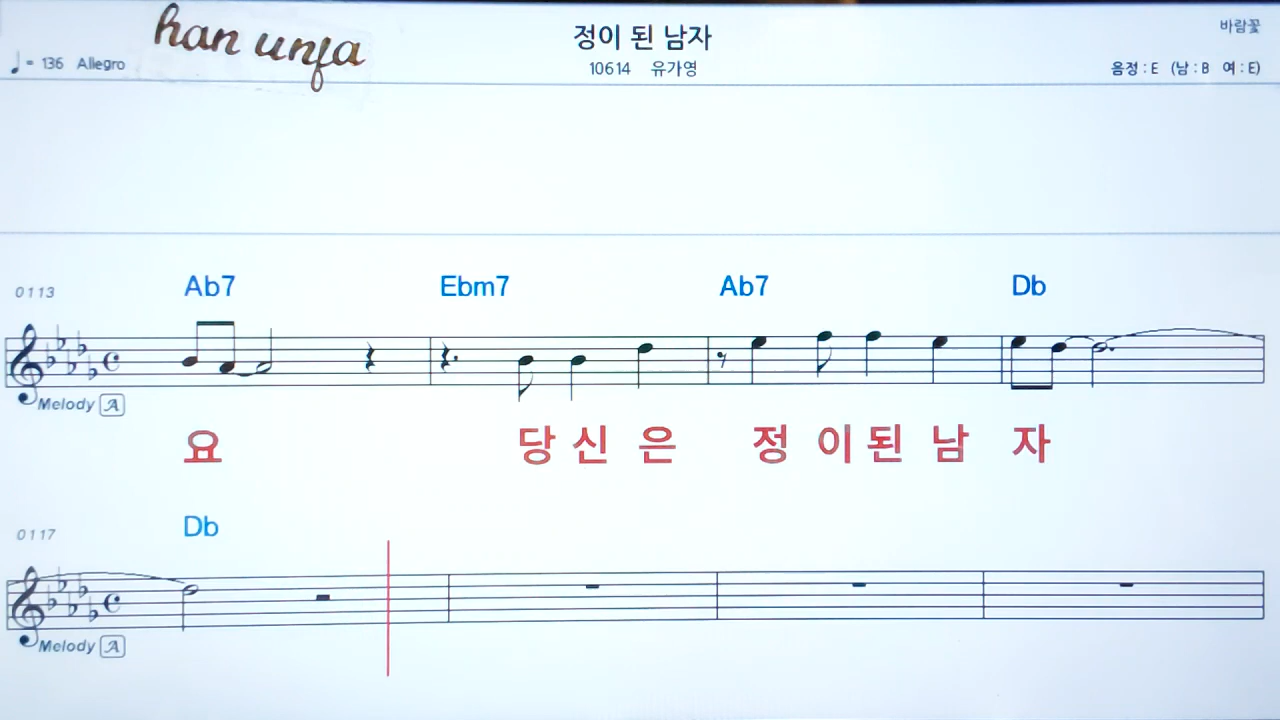 han unfa
정이 된 남자
바람꽃
♩= 136 Allegro
10614 유가영
음정 : E (남 : B 여 : E)
0113
Ab7 Ebm7 Ab7 Db
Melody A
요 당 신 은 정 이 된 남 자
0117
Db
Melody A